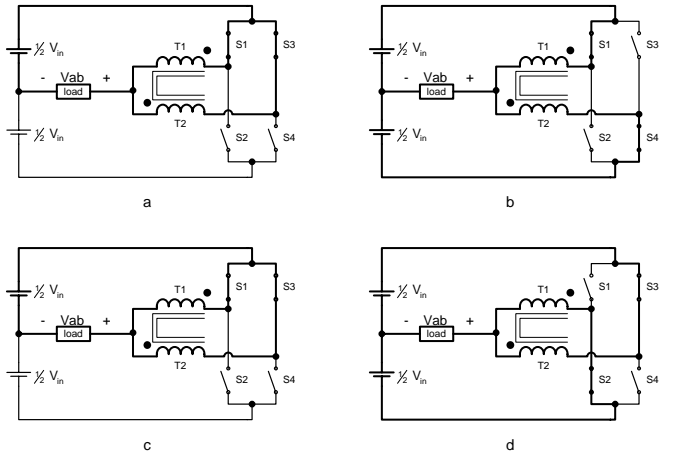 T1
S1
S3
½ Vin
- Vab +
load
½ Vin
T2
S2
S4
a
T1
S1
S3
½ Vin
- Vab +
load
½ Vin
T2
S2
S4
b
T1
S1
S3
½ Vin
- Vab +
load
½ Vin
T2
S2
S4
c
T1
S1
S3
½ Vin
- Vab +
load
½ Vin
T2
S2
S4
d